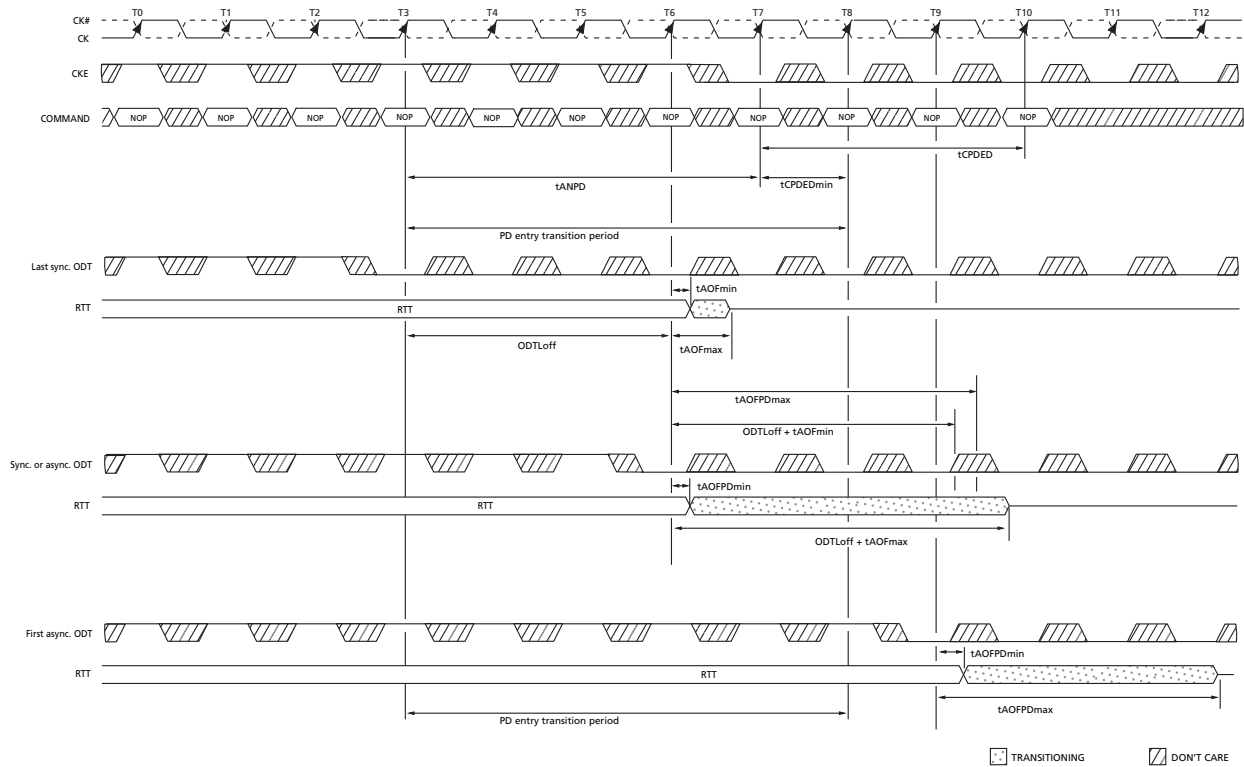 T0 T1 T2 T3 T4 T5 T6 T7 T8 T9 T10 T11 T12
CK#
CK
CKE
COMMAND NOP NOP NOP NOP NOP NOP NOP NOP NOP NOP NOP
tCPDED
tANPD tCPDEDmin
PD entry transition period
Last sync. ODT
tAOFmin
RTT RTT
ODTLoff tAOFmax
tAOFPDmax
ODTLoff + tAOFmin
Sync. or async. ODT
tAOFPDmin
RTT RTT
ODTLoff + tAOFmax
First async. ODT
tAOFPDmin
RTT RTT
tAOFPDmax
PD entry transition period
TRANSITIONING DON'T CARE